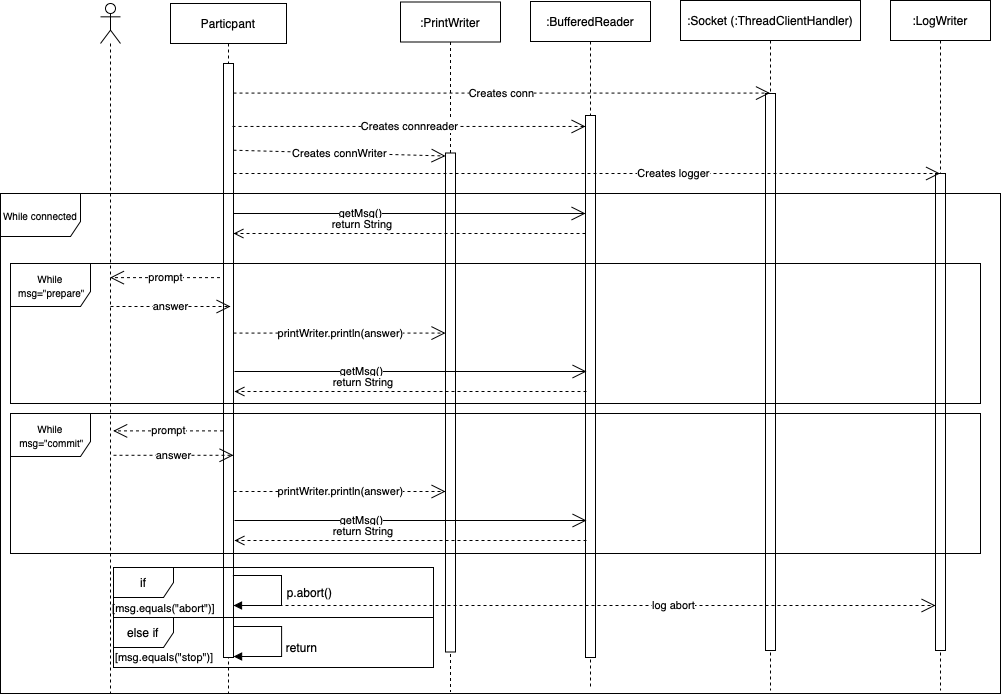 Particpant
:PrintWriter
:BufferedReader
:Socket (:ThreadClientHandler)
:LogWriter
Creates conn
Creates connreader
Creates connWriter
Creates logger
While connected
getMsg()
return String
While
msg="prepare"
prompt
answer
printWriter.println(answer)
getMsg()
return String
While
msg="commit"
prompt
answer
printWriter.println(answer)
getMsg()
return String
if
[msg.equals("abort")]
p.abort()
log abort
else if
[msg.equals("stop")]
return